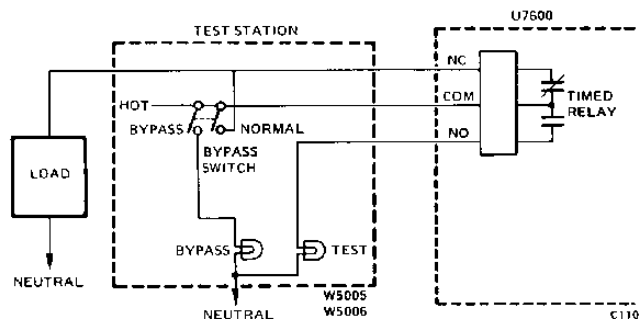 U7600
TEST STATION
NC
HOT
COM
TIMED
RELAY
BYPASS
NORMAL
NO
BYPASS
SWITCH
LOAD
BYPASS
TEST
NEUTRAL
W5005
NEUTRAL
W5006